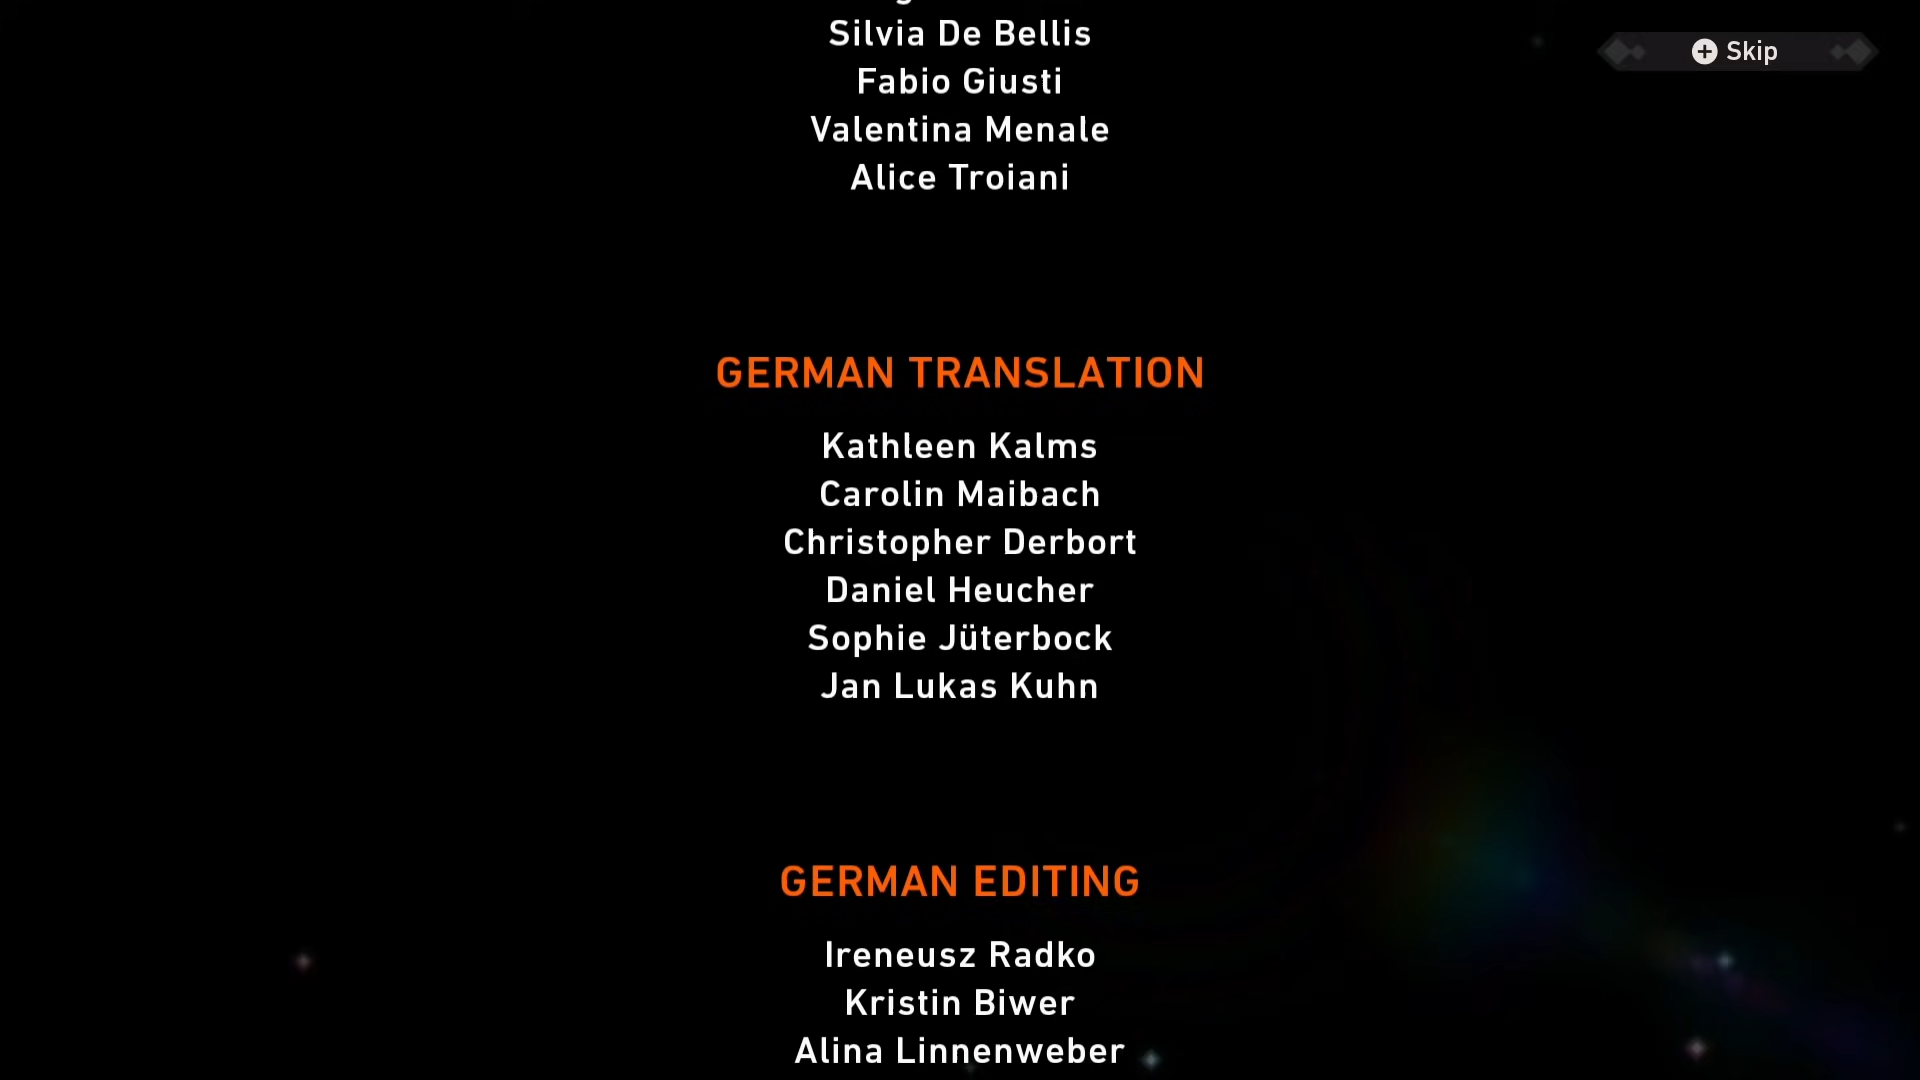 Silvia De Bellis
Skip
Fabio Giusti
Valentina Menale
Alice Troiani
GERMAN TRANSLATION
Kathleen Kalms
Carolin Maibach
Christopher Derbort
Daniel Heucher
Sophie Jüterbock
Jan Lukas Kuhn
GERMAN EDITING
Ireneusz Radko
Kristin Biwer
Alina Linnenweber